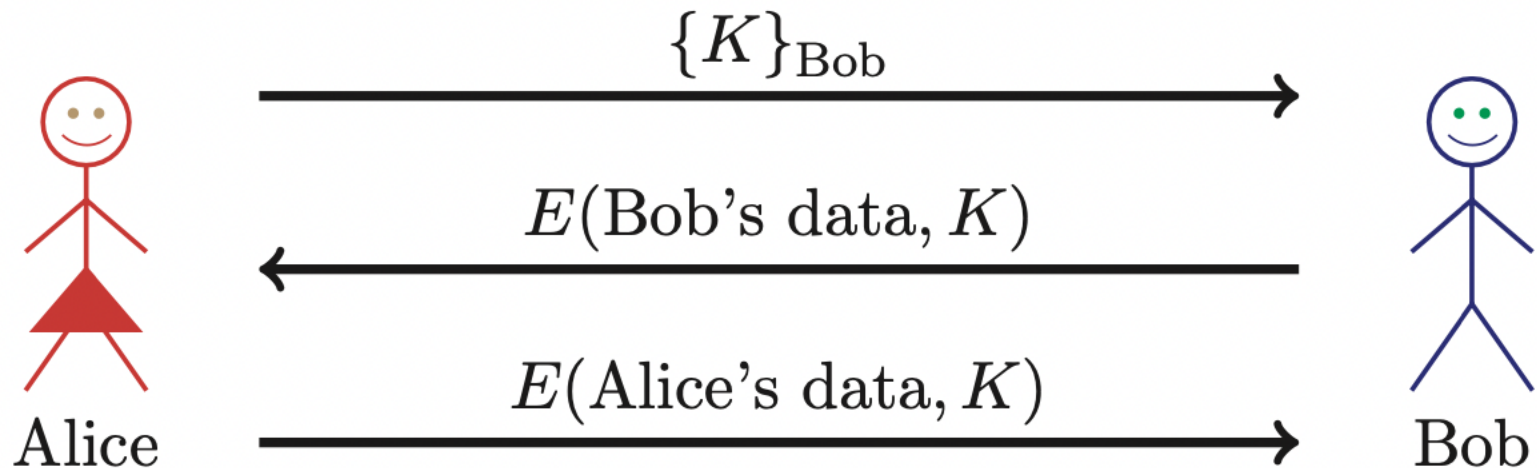 {K}Bob
E(Bob’s data, K)
E(Alice’s data, K)
Alice
Bob